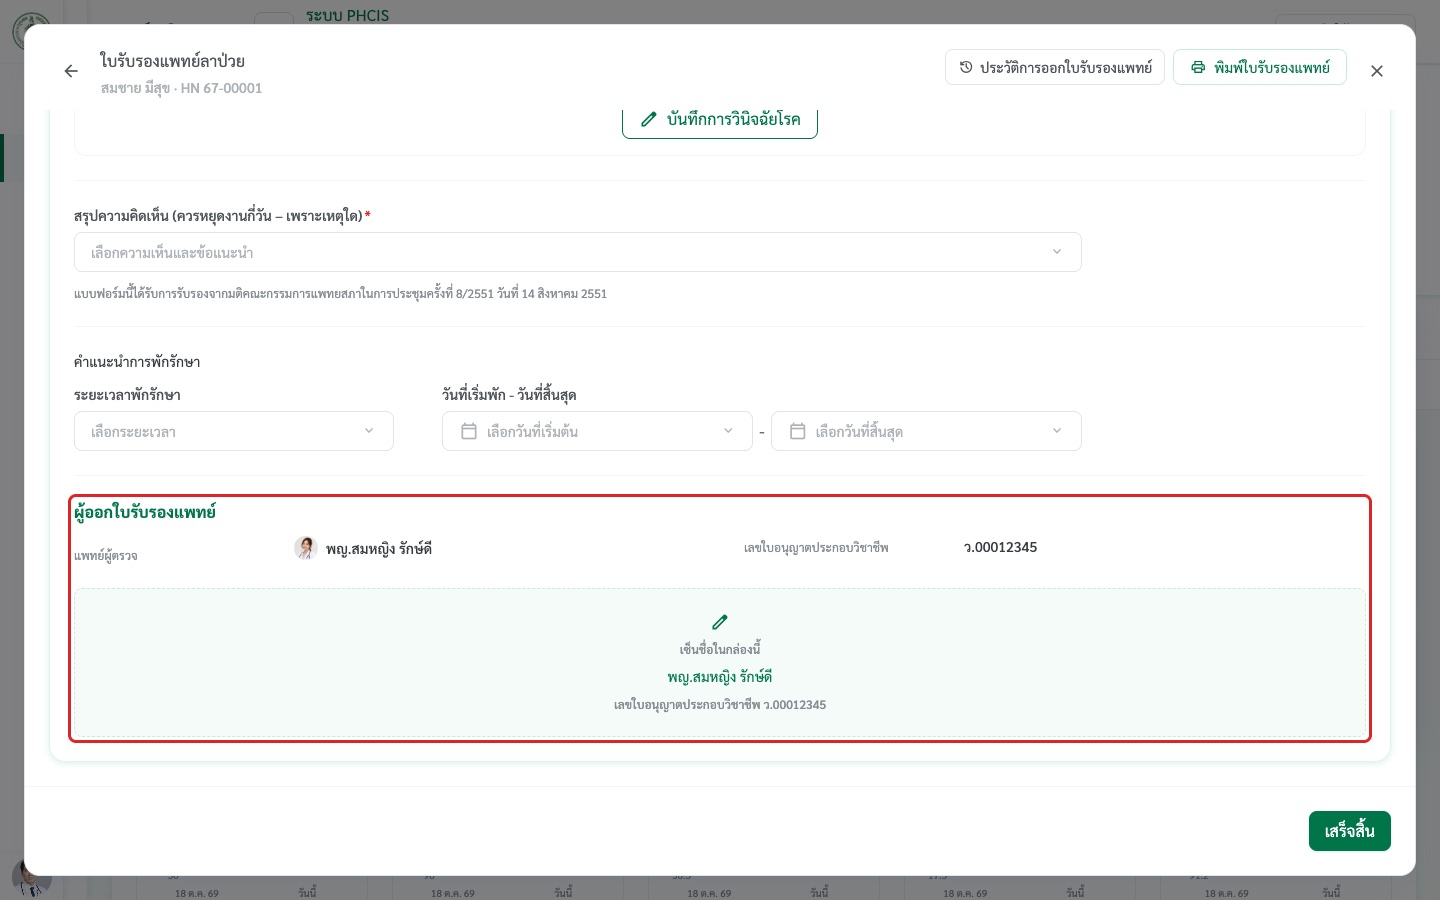 ระบบ PHCIS
ใบรับรองแพทย์ลาป่วย
สมชาย มีสุข · HN 67-00001
ประวัติการออกใบรับรองแพทย์
พิมพ์ใบรับรองแพทย์
บันทึกการวินิจฉัยโรค
สรุปความคิดเห็น (ควรหยุดงานกี่วัน – เพราะเหตุใด)*
เลือกความเห็นและข้อแนะนำ
แบบฟอร์มนี้ได้รับการรับรองจากมติคณะกรรมการแพทยสภาในการประชุมครั้งที่ 8/2551 วันที่ 14 สิงหาคม 2551
คำแนะนำการพักรักษา
ระยะเวลาพักรักษา
วันที่เริ่มพัก - วันที่สิ้นสุด
เลือกระยะเวลา
เลือกวันที่เริ่มต้น
-
เลือกวันที่สิ้นสุด
ผู้ออกใบรับรองแพทย์
แพทย์ผู้ตรวจ
พญ.สมหญิง รักษ์ดี
เลขใบอนุญาตประกอบวิชาชีพ
ว.00012345
เซ็นชื่อในกล่องนี้
พญ.สมหญิง รักษ์ดี
เลขใบอนุญาตประกอบวิชาชีพ ว.00012345
เสร็จสิ้น
18 ต.ค. 69
วันนี้
18 ต.ค. 69
วันนี้
18 ต.ค. 69
วันนี้
18 ต.ค. 69
วันนี้
18 ต.ค. 69
วันนี้